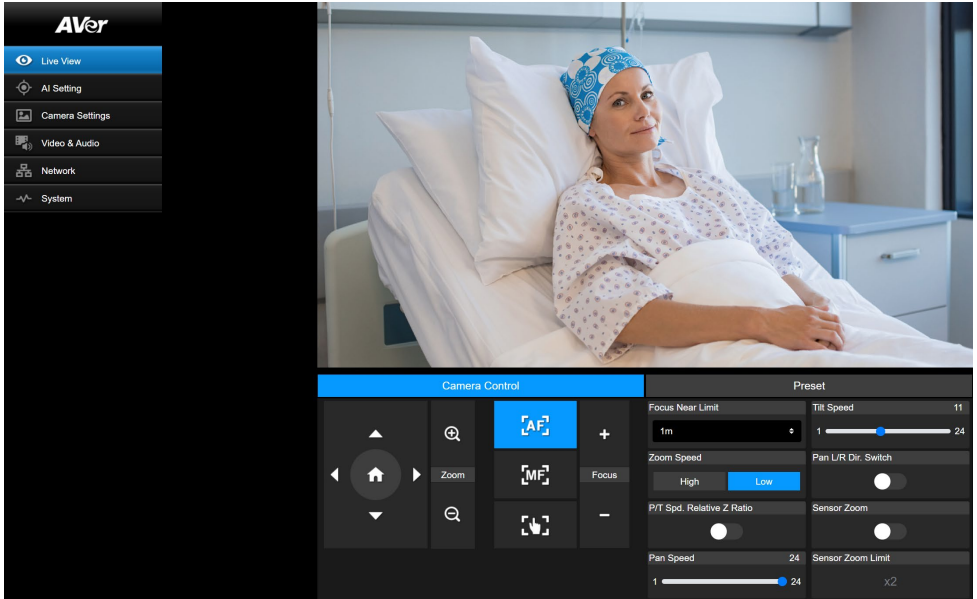 AVer
Live View
AI Setting
Camera Settings
Video & Audio
Network
System
Camera Control
Preset
Zoom
AF
MF
Focus
+
−
Focus Near Limit
1m
Tilt Speed 11
1 24
Zoom Speed
High Low
Pan L/R Dir. Switch
P/T Spd. Relative Z Ratio
Sensor Zoom
Pan Speed 24
1 24
Sensor Zoom Limit
x2